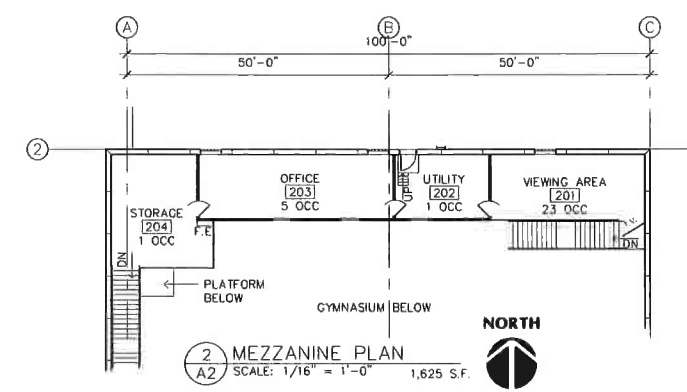 A
B
C
100'-0"
50'-0"
50'-0"
2
OFFICE
203
5 OCC
UP
UTILITY
202
1 OCC
VIEWING AREA
201
23 OCC
STORAGE
204
1 OCC
F.E
DN
DN
PLATFORM
BELOW
GYMNASIUM BELOW
NORTH
2
A2
MEZZANINE PLAN
SCALE: 1/16" = 1'-0"
1,625 S.F.